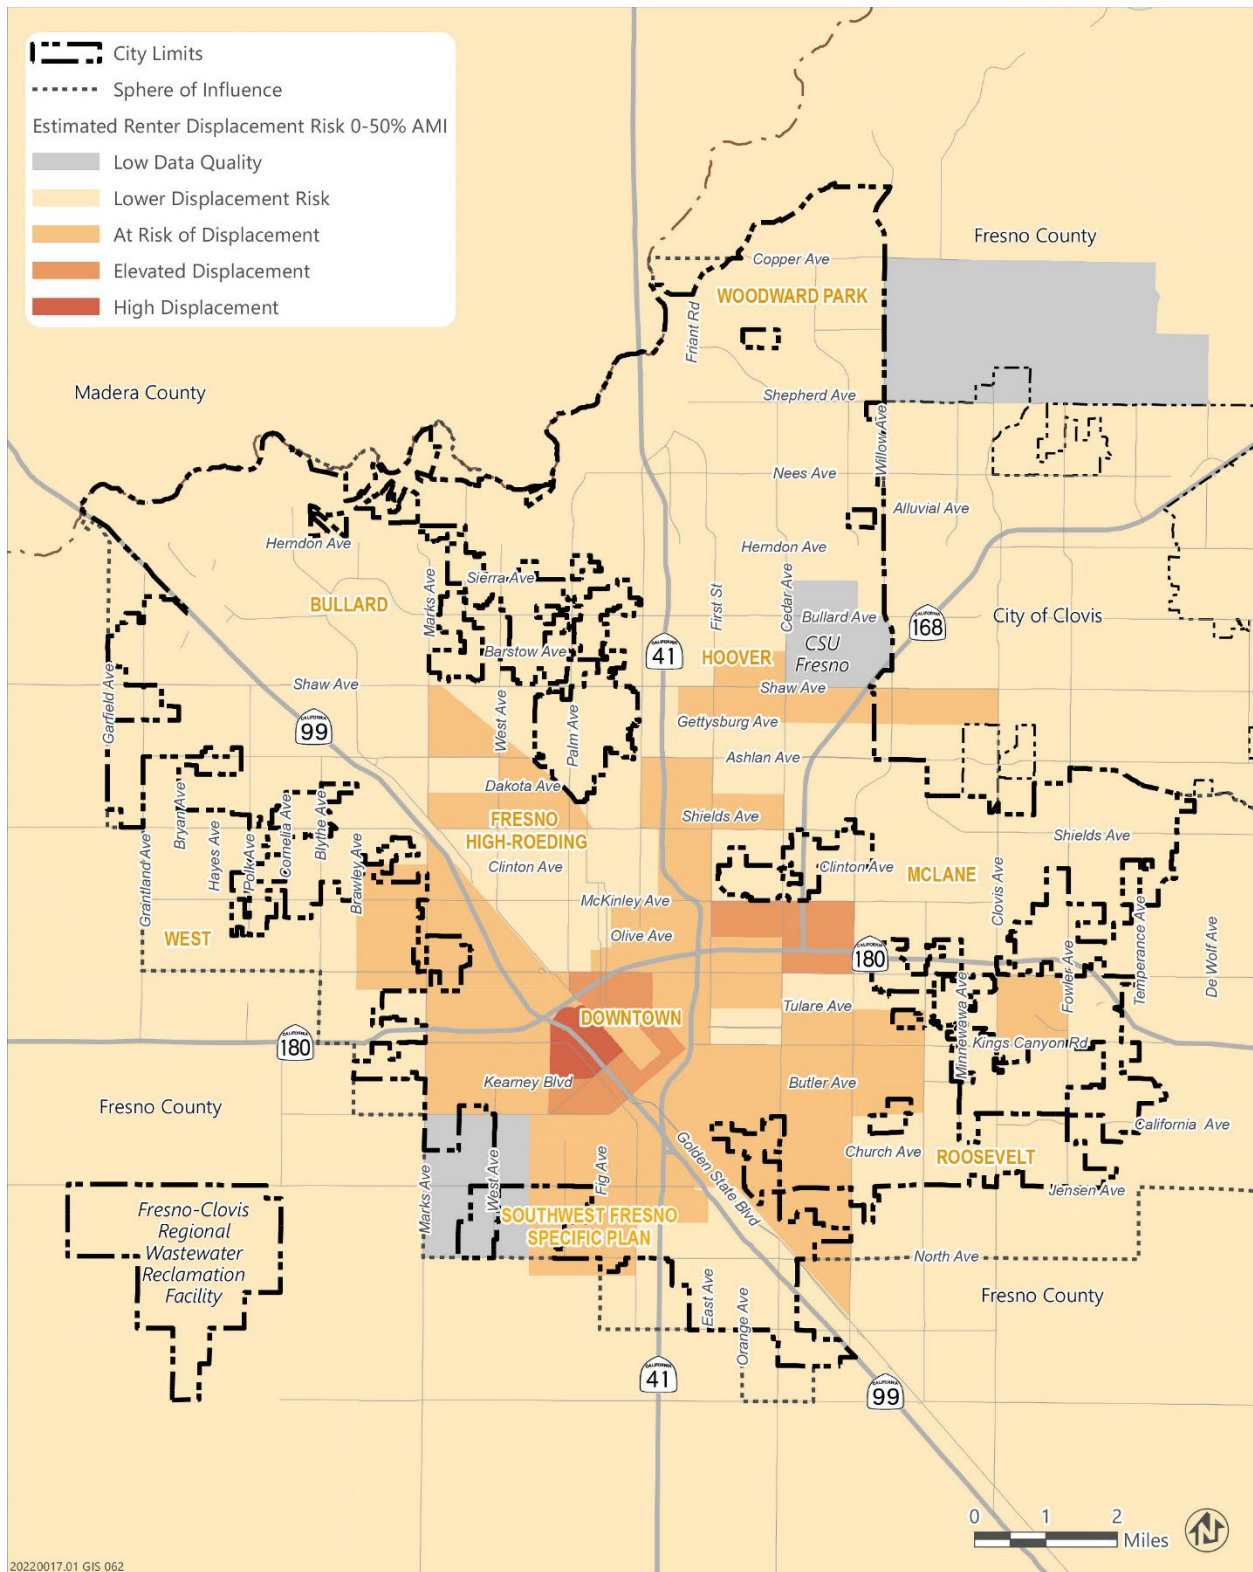 City Limits
Sphere of Influence
Estimated Renter Displacement Risk 0-50% AMI
Low Data Quality
Lower Displacement Risk
At Risk of Displacement
Elevated Displacement
High Displacement
Fresno County
Copper Ave
WOODWARD PARK
Friant Rd
Madera County
Shepherd Ave
Willow Ave
Nees Ave
Alluvial Ave
Herndon Ave
Herndon Ave
Sierra Ave
Marks Ave
BULLARD
First St
Cedar Ave
Bullard Ave
CALIFORNIA
168
City of Clovis
Barstow Ave
CALIFORNIA
41
HOOVER
CSU
Fresno
Garfield Ave
Shaw Ave
Shaw Ave
CALIFORNIA
99
West Ave
Palm Ave
Gettysburg Ave
Ashlan Ave
Dakota Ave
Bryan Ave
Hayes Ave
Polk Ave
Cornelia Ave
Blythe Ave
Brawley Ave
Grantland Ave
FRESNO
HIGH-ROEDING
Shields Ave
Shields Ave
Clinton Ave
Clinton Ave
MCLANE
Clovis Ave
McKinley Ave
WEST
Olive Ave
CALIFORNIA
180
Fowler Ave
Temperance Ave
De Wolf Ave
Tulare Ave
Minnewawa Ave
DOWNTOWN
CALIFORNIA
180
Kings Canyon Rd
Kearney Blvd
Butler Ave
Fresno County
California Ave
Golden State Blvd
Church Ave
ROOSEVELT
Marks Ave
West Ave
Fig Ave
Jensen Ave
Fresno-Clovis
Regional
Wastewater
Reclamation
Facility
SOUTHWEST FRESNO
SPECIFIC PLAN
North Ave
East Ave
Orange Ave
Fresno County
CALIFORNIA
41
CALIFORNIA
99
0 1 2
Miles
N
20220017.01 GIS 062